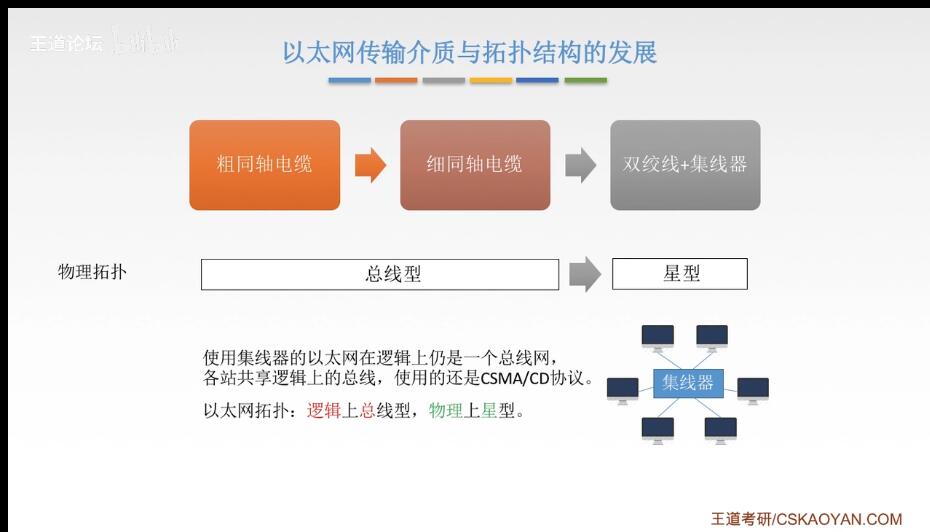 王道论坛 bilibili
以太网传输介质与拓扑结构的发展
粗同轴电缆
细同轴电缆
双绞线+集线器
物理拓扑
总线型
星型
使用集线器的以太网在逻辑上仍是一个总线网，
各站共享逻辑上的总线，使用的还是CSMA/CD协议。
以太网拓扑：逻辑上总线型，物理上星型。
集线器
王道考研/CSKAOYAN.COM